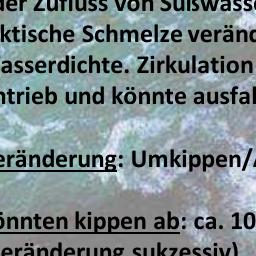 der Zufluss von Süßwasse
ktische Schmelze veränd
asserdichte. Zirkulation
ntrieb und könnte ausfal
eränderung: Umkippen/
önnten kippen ab: ca. 10
eränderung sukzessiv)